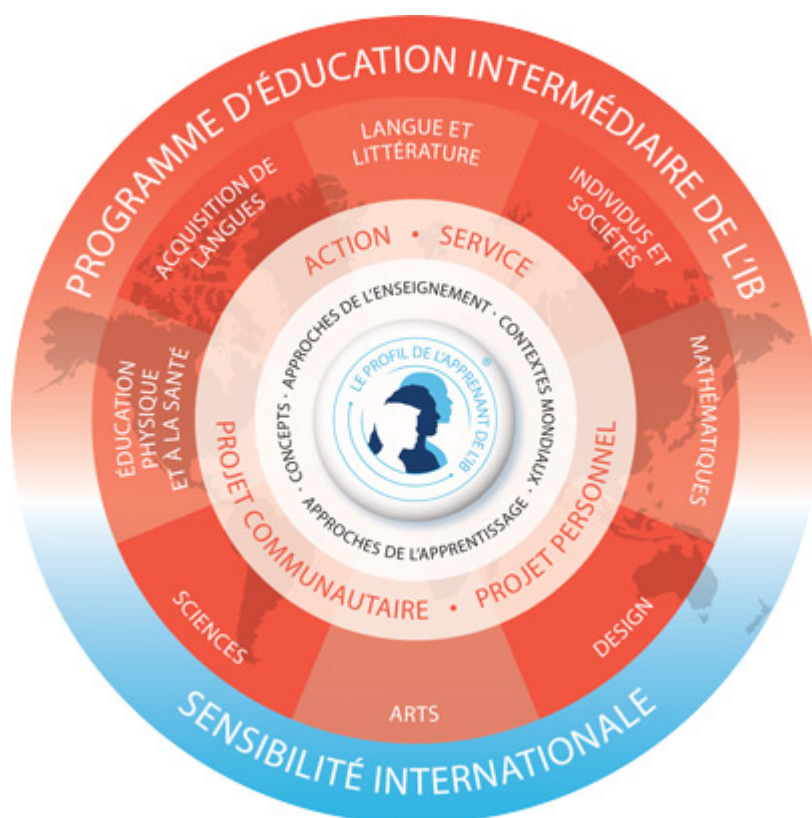 PROGRAMME D'ÉDUCATION INTERMÉDIAIRE DE L'IB
LANGUE ET
LITTÉRATURE
INDIVIDUS ET
SOCIÉTÉS
MATHÉMATIQUES
DESIGN
ARTS
SCIENCES
ÉDUCATION
PHYSIQUE
ET À LA SANTÉ
ACQUISITION DE
LANGUES
ACTION • SERVICE
PROJET COMMUNAUTAIRE • PROJET PERSONNEL
APPROCHES DE L'ENSEIGNEMENT · CONTEXTES MONDIAUX ·
APPROCHES DE L'APPRENTISSAGE · CONCEPTS ·
LE PROFIL DE L'APPRENANT DE L'IB
®
SENSIBILITÉ INTERNATIONALE